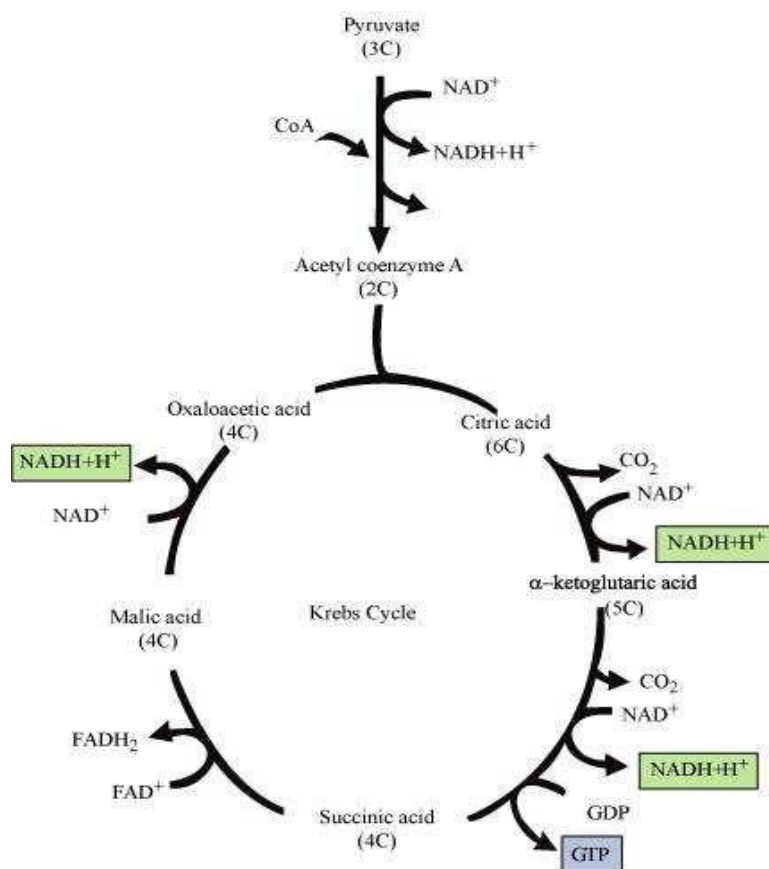 Pyruvate
(3C)
NAD⁺
CoA
NADH+H⁺
Acetyl coenzyme A
(2C)
Oxaloacetic acid
(4C)
Citric acid
(6C)
NADH+H⁺
CO₂
NAD⁺
NAD⁺
NADH+H⁺
α-ketoglutaric acid
(5C)
Malic acid
(4C)
Krebs Cycle
CO₂
NAD⁺
FADH₂
NADH+H⁺
FAD⁺
GDP
Succinic acid
(4C)
GTP